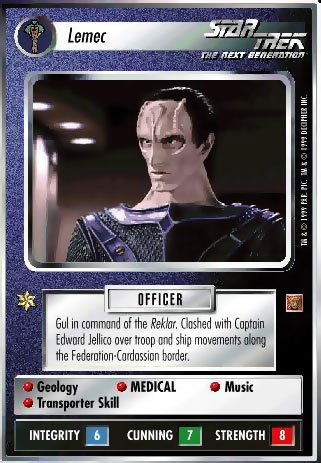 Lemec
STAR TREK
THE NEXT GENERATION
TM & © 1999 PAR. PIC. TM & © 1999 DECIPHER INC.
OFFICER
Gul in command of the Reklar. Clashed with Captain
Edward Jellico over troop and ship movements along
the Federation-Cardassian border.
Geology MEDICAL Music
Transporter Skill
INTEGRITY 6 CUNNING 7 STRENGTH 8